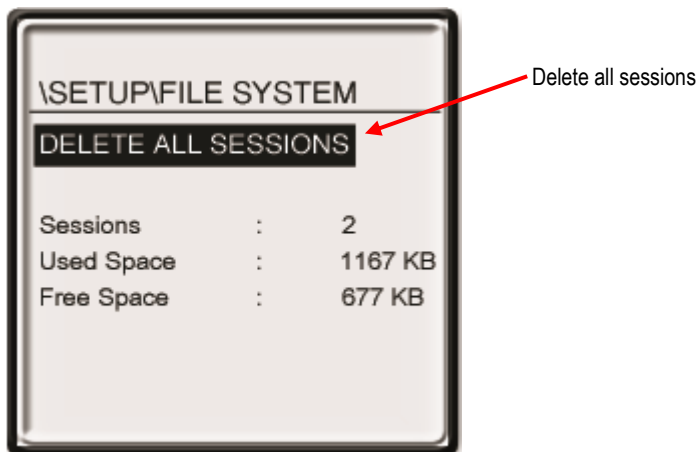 \SETUP\FILE SYSTEM
Delete all sessions
DELETE ALL SESSIONS
Sessions : 2
Used Space : 1167 KB
Free Space : 677 KB